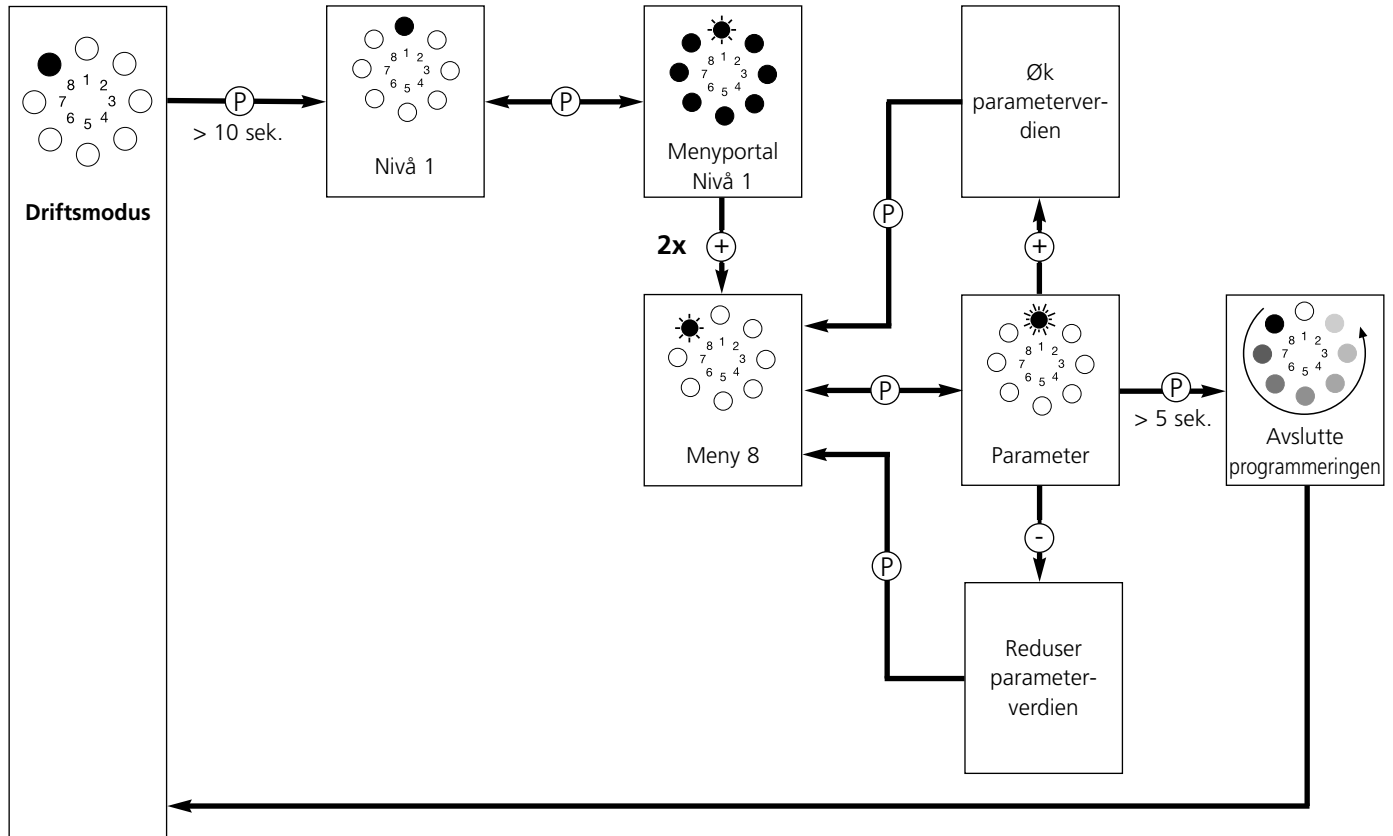 8 1 2
7 3
6 5 4
Driftsmodus
P
> 10 sek.
8 1 2
7 3
6 5 4
Nivå 1
P
8 1 2
7 3
6 5 4
Menyportal
Nivå 1
2x
+
8 1 2
7 3
6 5 4
Meny 8
P
Øk
parameterver-
dien
P
+
8 1 2
7 3
6 5 4
Parameter
-
Reduser
parameter-
verdien
P
P
> 5 sek.
8 1 2
7 3
6 5 4
Avslutte
programmeringen